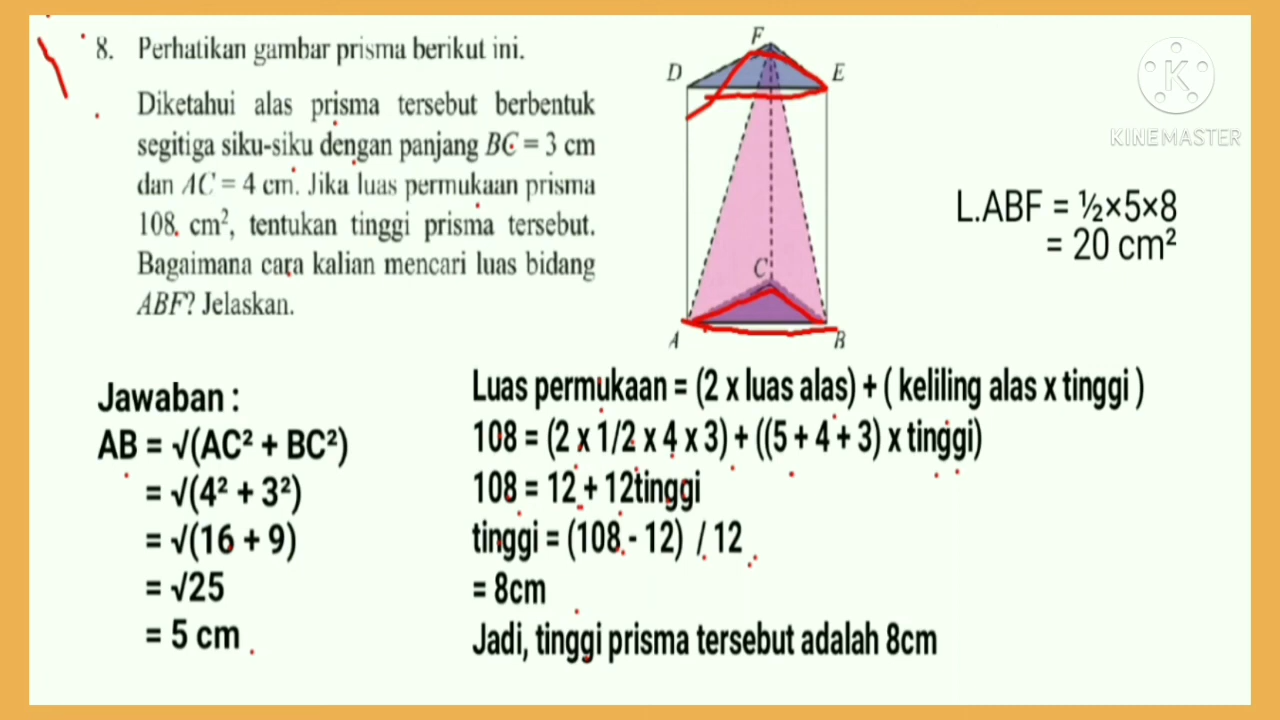 8. Perhatikan gambar prisma berikut ini.
Diketahui alas prisma tersebut berbentuk
segitiga siku-siku dengan panjang BC = 3 cm
dan AC = 4 cm. Jika luas permukaan prisma
108 cm², tentukan tinggi prisma tersebut.
Bagaimana cara kalian mencari luas bidang
ABF? Jelaskan.
F
D
E
C
A
B
K
KINEMASTER
L.ABF = ½×5×8
= 20 cm²
Jawaban :
AB = √(AC² + BC²)
= √(4² + 3²)
= √(16 + 9)
= √25
= 5 cm
Luas permukaan = (2 x luas alas) + ( keliling alas x tinggi )
108 = (2 x 1/2 x 4 x 3) + ((5 + 4 + 3) x tinggi)
108 = 12 + 12tinggi
tinggi = (108 - 12) / 12
= 8cm
Jadi, tinggi prisma tersebut adalah 8cm